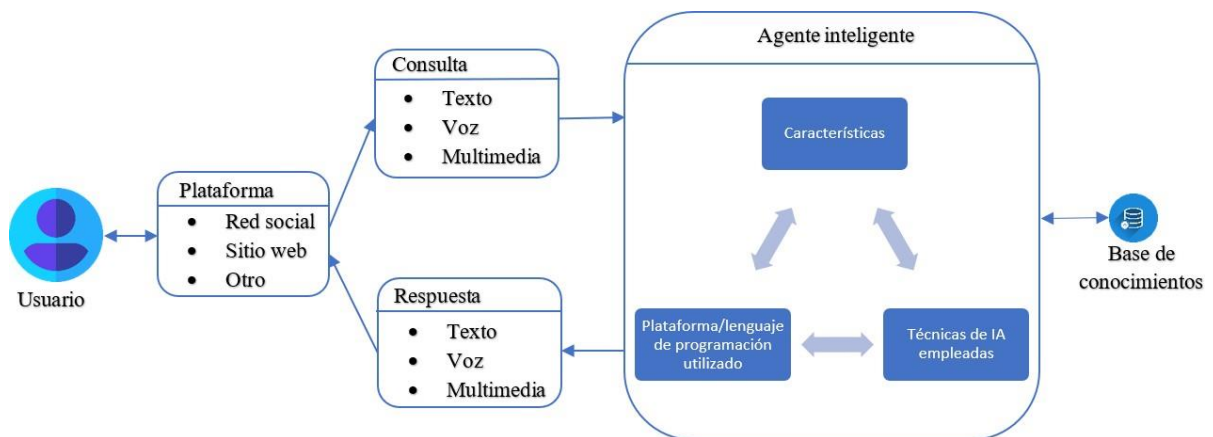 Usuario
Plataforma
• Red social
• Sitio web
• Otro
Consulta
• Texto
• Voz
• Multimedia
Respuesta
• Texto
• Voz
• Multimedia
Agente inteligente
Características
Plataforma/lenguaje
de programación
utilizado
Técnicas de IA
empleadas
Base de
conocimientos